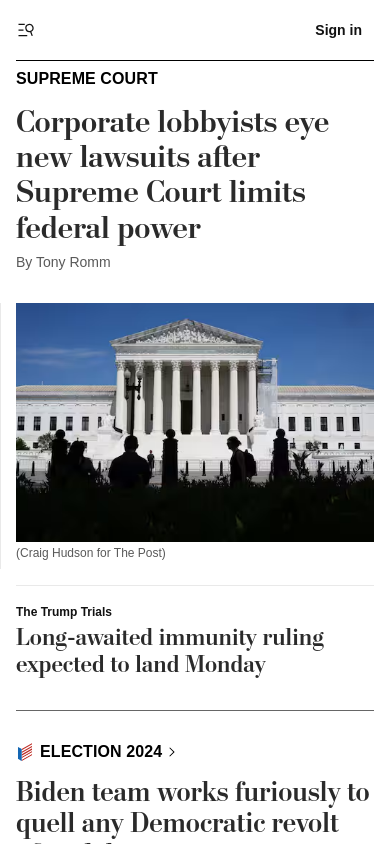 Sign in
SUPREME COURT
Corporate lobbyists eye
new lawsuits after
Supreme Court limits
federal power
By Tony Romm
(Craig Hudson for The Post)
The Trump Trials
Long-awaited immunity ruling
expected to land Monday
ELECTION 2024
Biden team works furiously to
quell any Democratic revolt